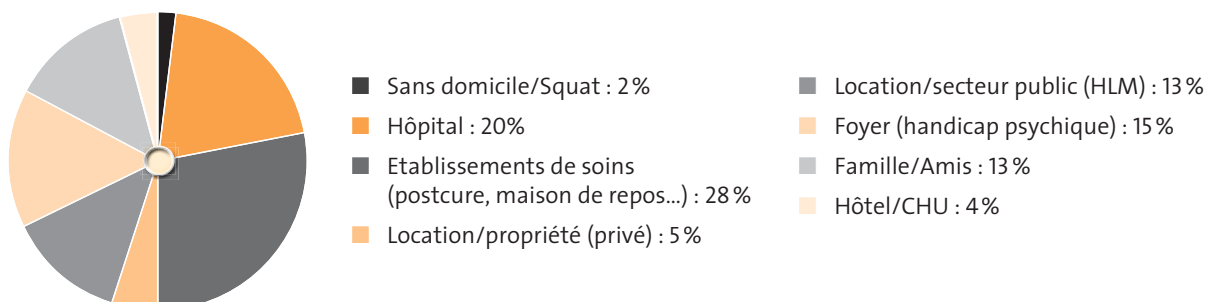 Sans domicile/Squat : 2%
Hôpital : 20%
Etablissements de soins
(postcure, maison de repos...) : 28%
Location/propriété (privé) : 5%
Location/secteur public (HLM) : 13%
Foyer (handicap psychique) : 15%
Famille/Amis : 13%
Hôtel/CHU : 4%